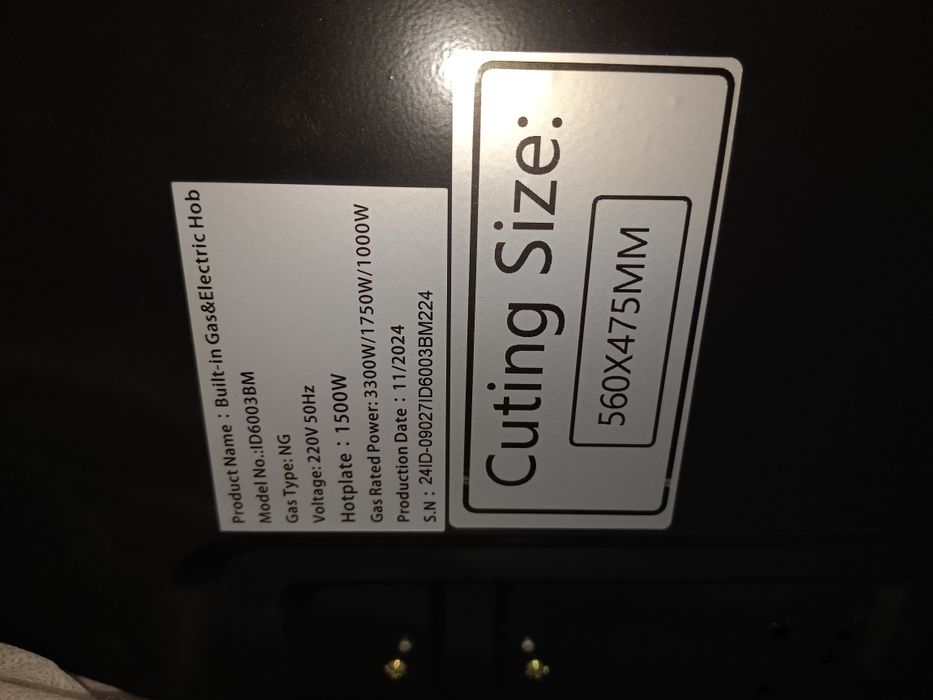 Product Name : Built-in Gas&Electric Hob
Model No.:ID6003BM
Gas Type: NG
Voltage: 220V 50Hz
Hotplate : 1500W
Gas Rated Power: 3300W/1750W/1000W
Production Date : 11/2024
S.N : 24ID-09027ID6003BM224
Cuting Size:
560X475MM